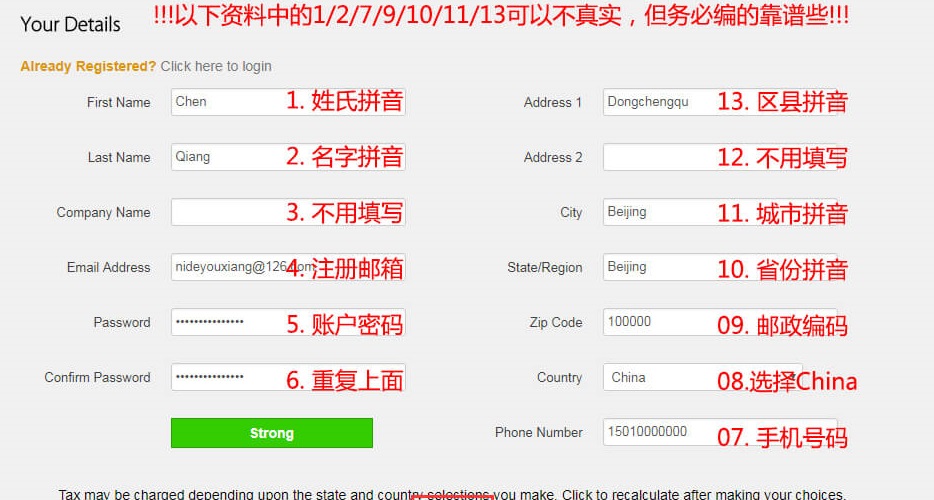 !!!以下资料中的1/2/7/9/10/11/13可以不真实，但务必编的靠谱些!!!
Your Details
Already Registered? Click here to login
First Name Chen 1. 姓氏拼音
Last Name Qiang 2. 名字拼音
Company Name 3. 不用填写
Email Address nideyouxiang@126.com 4. 注册邮箱
Password ••••••••••••••• 5. 账户密码
Confirm Password ••••••••••••••• 6. 重复上面
Strong
Address 1 Dongchengqu 13. 区县拼音
Address 2 12. 不用填写
City Beijing 11. 城市拼音
State/Region Beijing 10. 省份拼音
Zip Code 100000 09. 邮政编码
Country China 08.选择China
Phone Number 15010000000 07. 手机号码
Tax may be charged depending upon the state and country selections you make. Click to recalculate after making your choices.